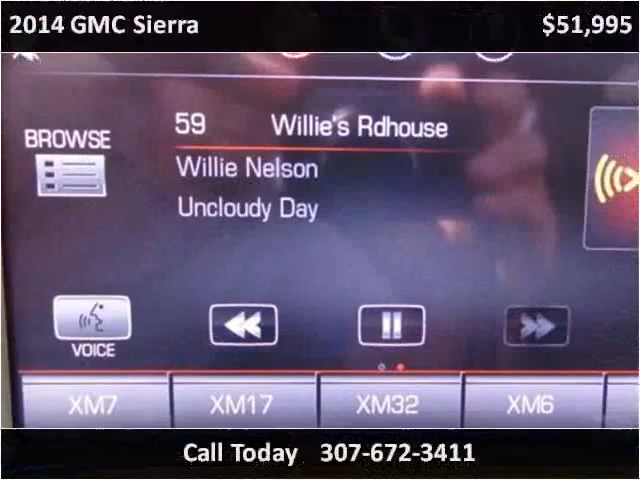 2014 GMC Sierra $51,995
59 Willie's Rdhouse
BROWSE
Willie Nelson
Uncloudy Day
VOICE
XM7 XM17 XM32 XM6
Call Today 307-672-3411